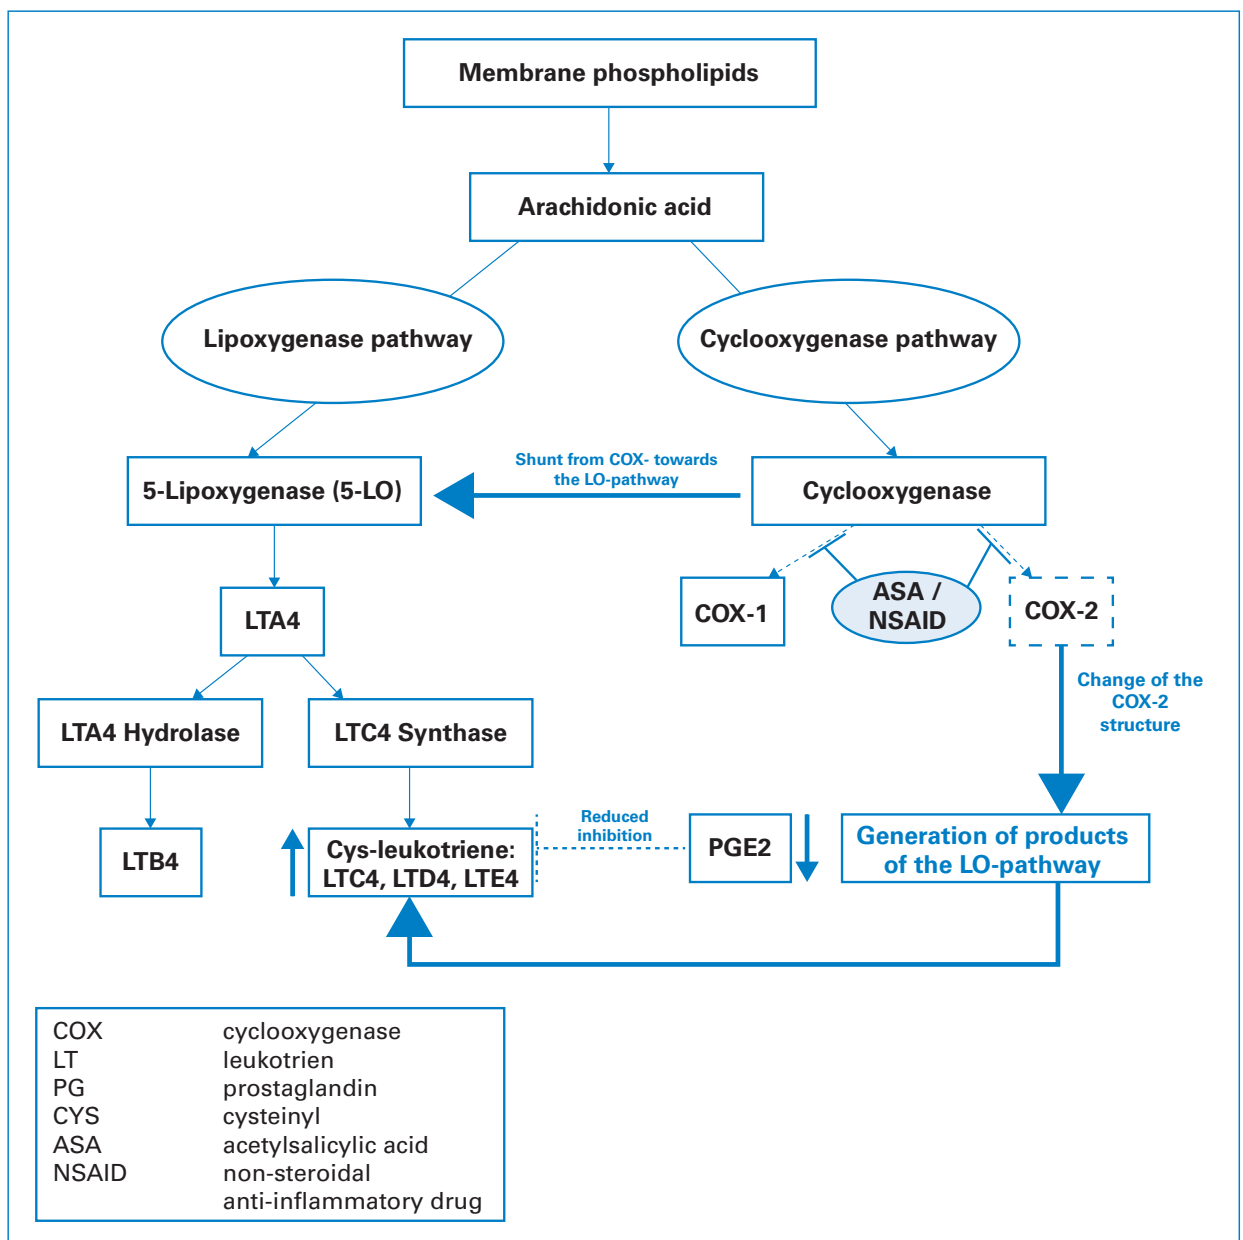 Membrane phospholipids
Arachidonic acid
Lipoxygenase pathway
Cyclooxygenase pathway
Shunt from COX- towards
the LO-pathway
5-Lipoxygenase (5-LO)
Cyclooxygenase
LTA4
COX-1
ASA /
NSAID
COX-2
Change of the
COX-2
structure
LTA4 Hydrolase
LTC4 Synthase
LTB4
Cys-leukotriene:
LTC4, LTD4, LTE4
Reduced
inhibition
PGE2
Generation of products
of the LO-pathway
COX cyclooxygenase
LT leukotrien
PG prostaglandin
CYS cysteinyl
ASA acetylsalicylic acid
NSAID non-steroidal
anti-inflammatory drug